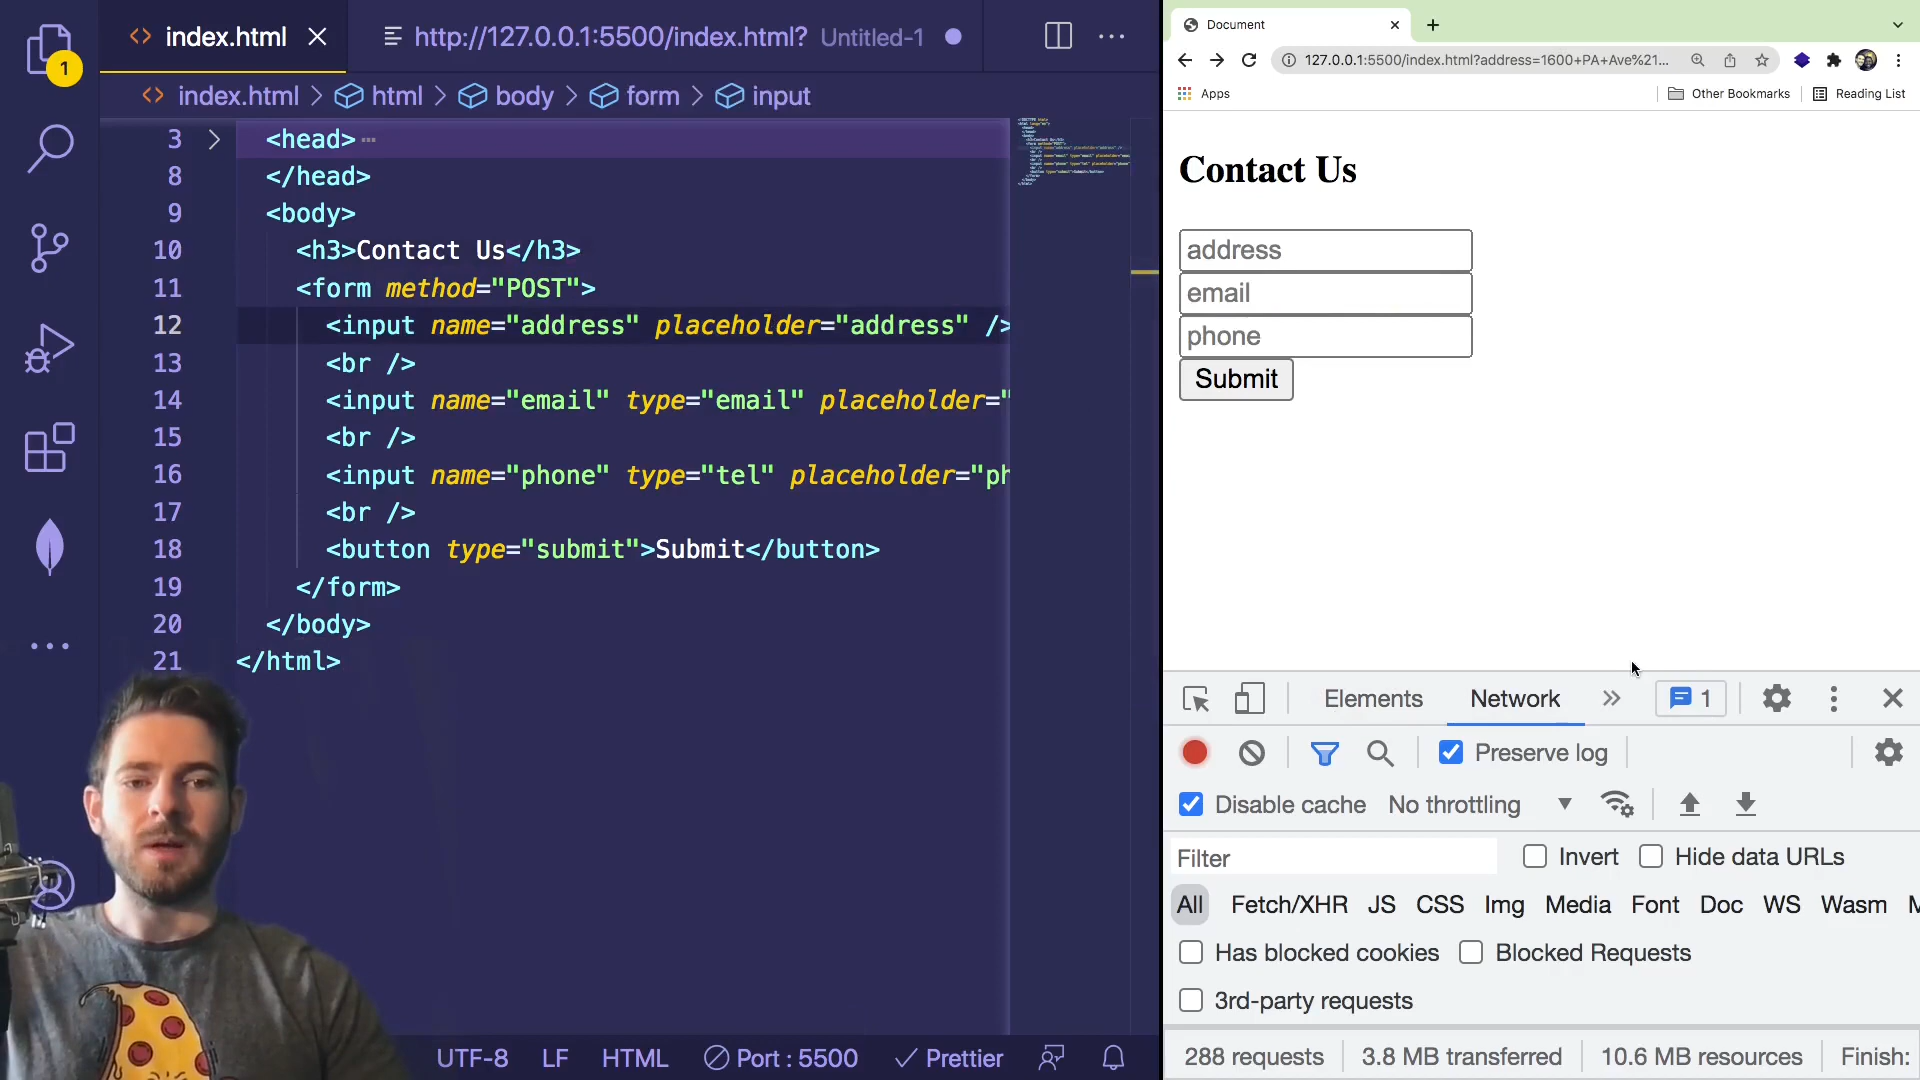 index.html
http://127.0.0.1:5500/index.html? Untitled-1
1
index.html > html > body > form > input
3 <head>
8 </head>
9 <body>
10 <h3>Contact Us</h3>
11 <form method="POST">
12 <input name="address" placeholder="address" />
13 <br />
14 <input name="email" type="email" placeholder="
15 <br />
16 <input name="phone" type="tel" placeholder="ph
17 <br />
18 <button type="submit">Submit</button>
19 </form>
20 </body>
21 </html>
UTF-8 LF HTML Port : 5500 Prettier
Document
127.0.0.1:5500/index.html?address=1600+PA+Ave%21...
Apps Other Bookmarks Reading List
Contact Us
address
email
phone
Submit
Elements Network 1
Preserve log
Disable cache No throttling
Filter Invert Hide data URLs
All Fetch/XHR JS CSS Img Media Font Doc WS Wasm
Has blocked cookies Blocked Requests
3rd-party requests
288 requests 3.8 MB transferred 10.6 MB resources Finish: